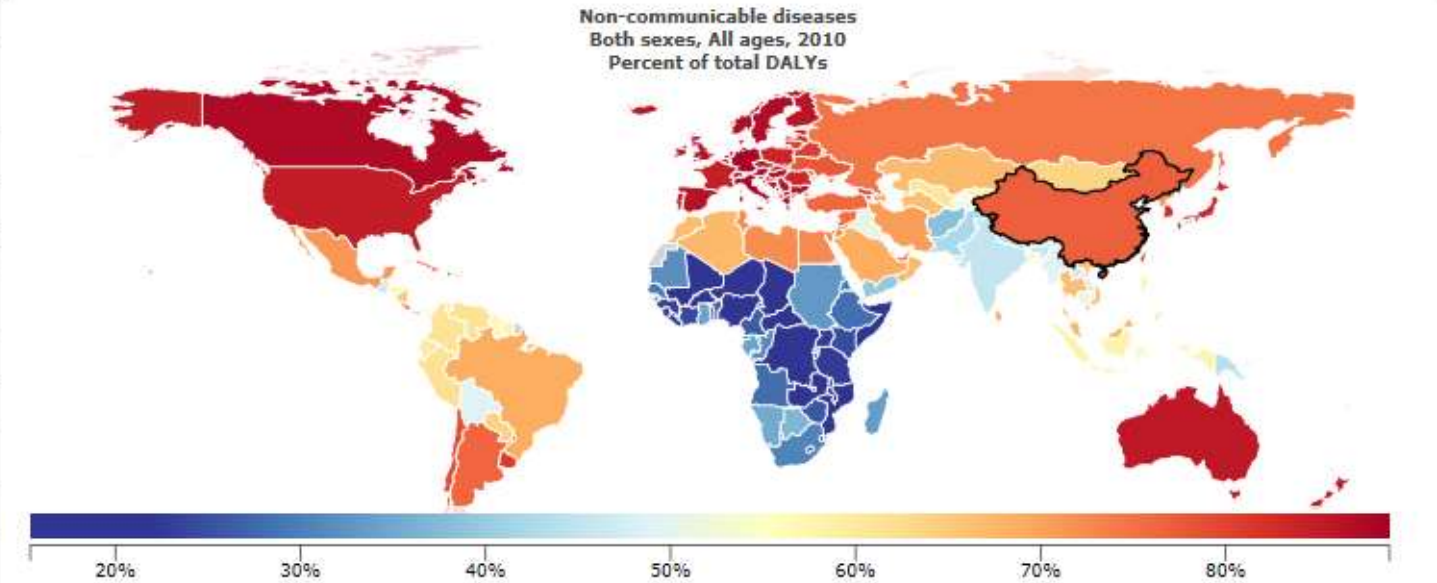 Non-communicable diseases
Both sexes, All ages, 2010
Percent of total DALYs
20% 30% 40% 50% 60% 70% 80%